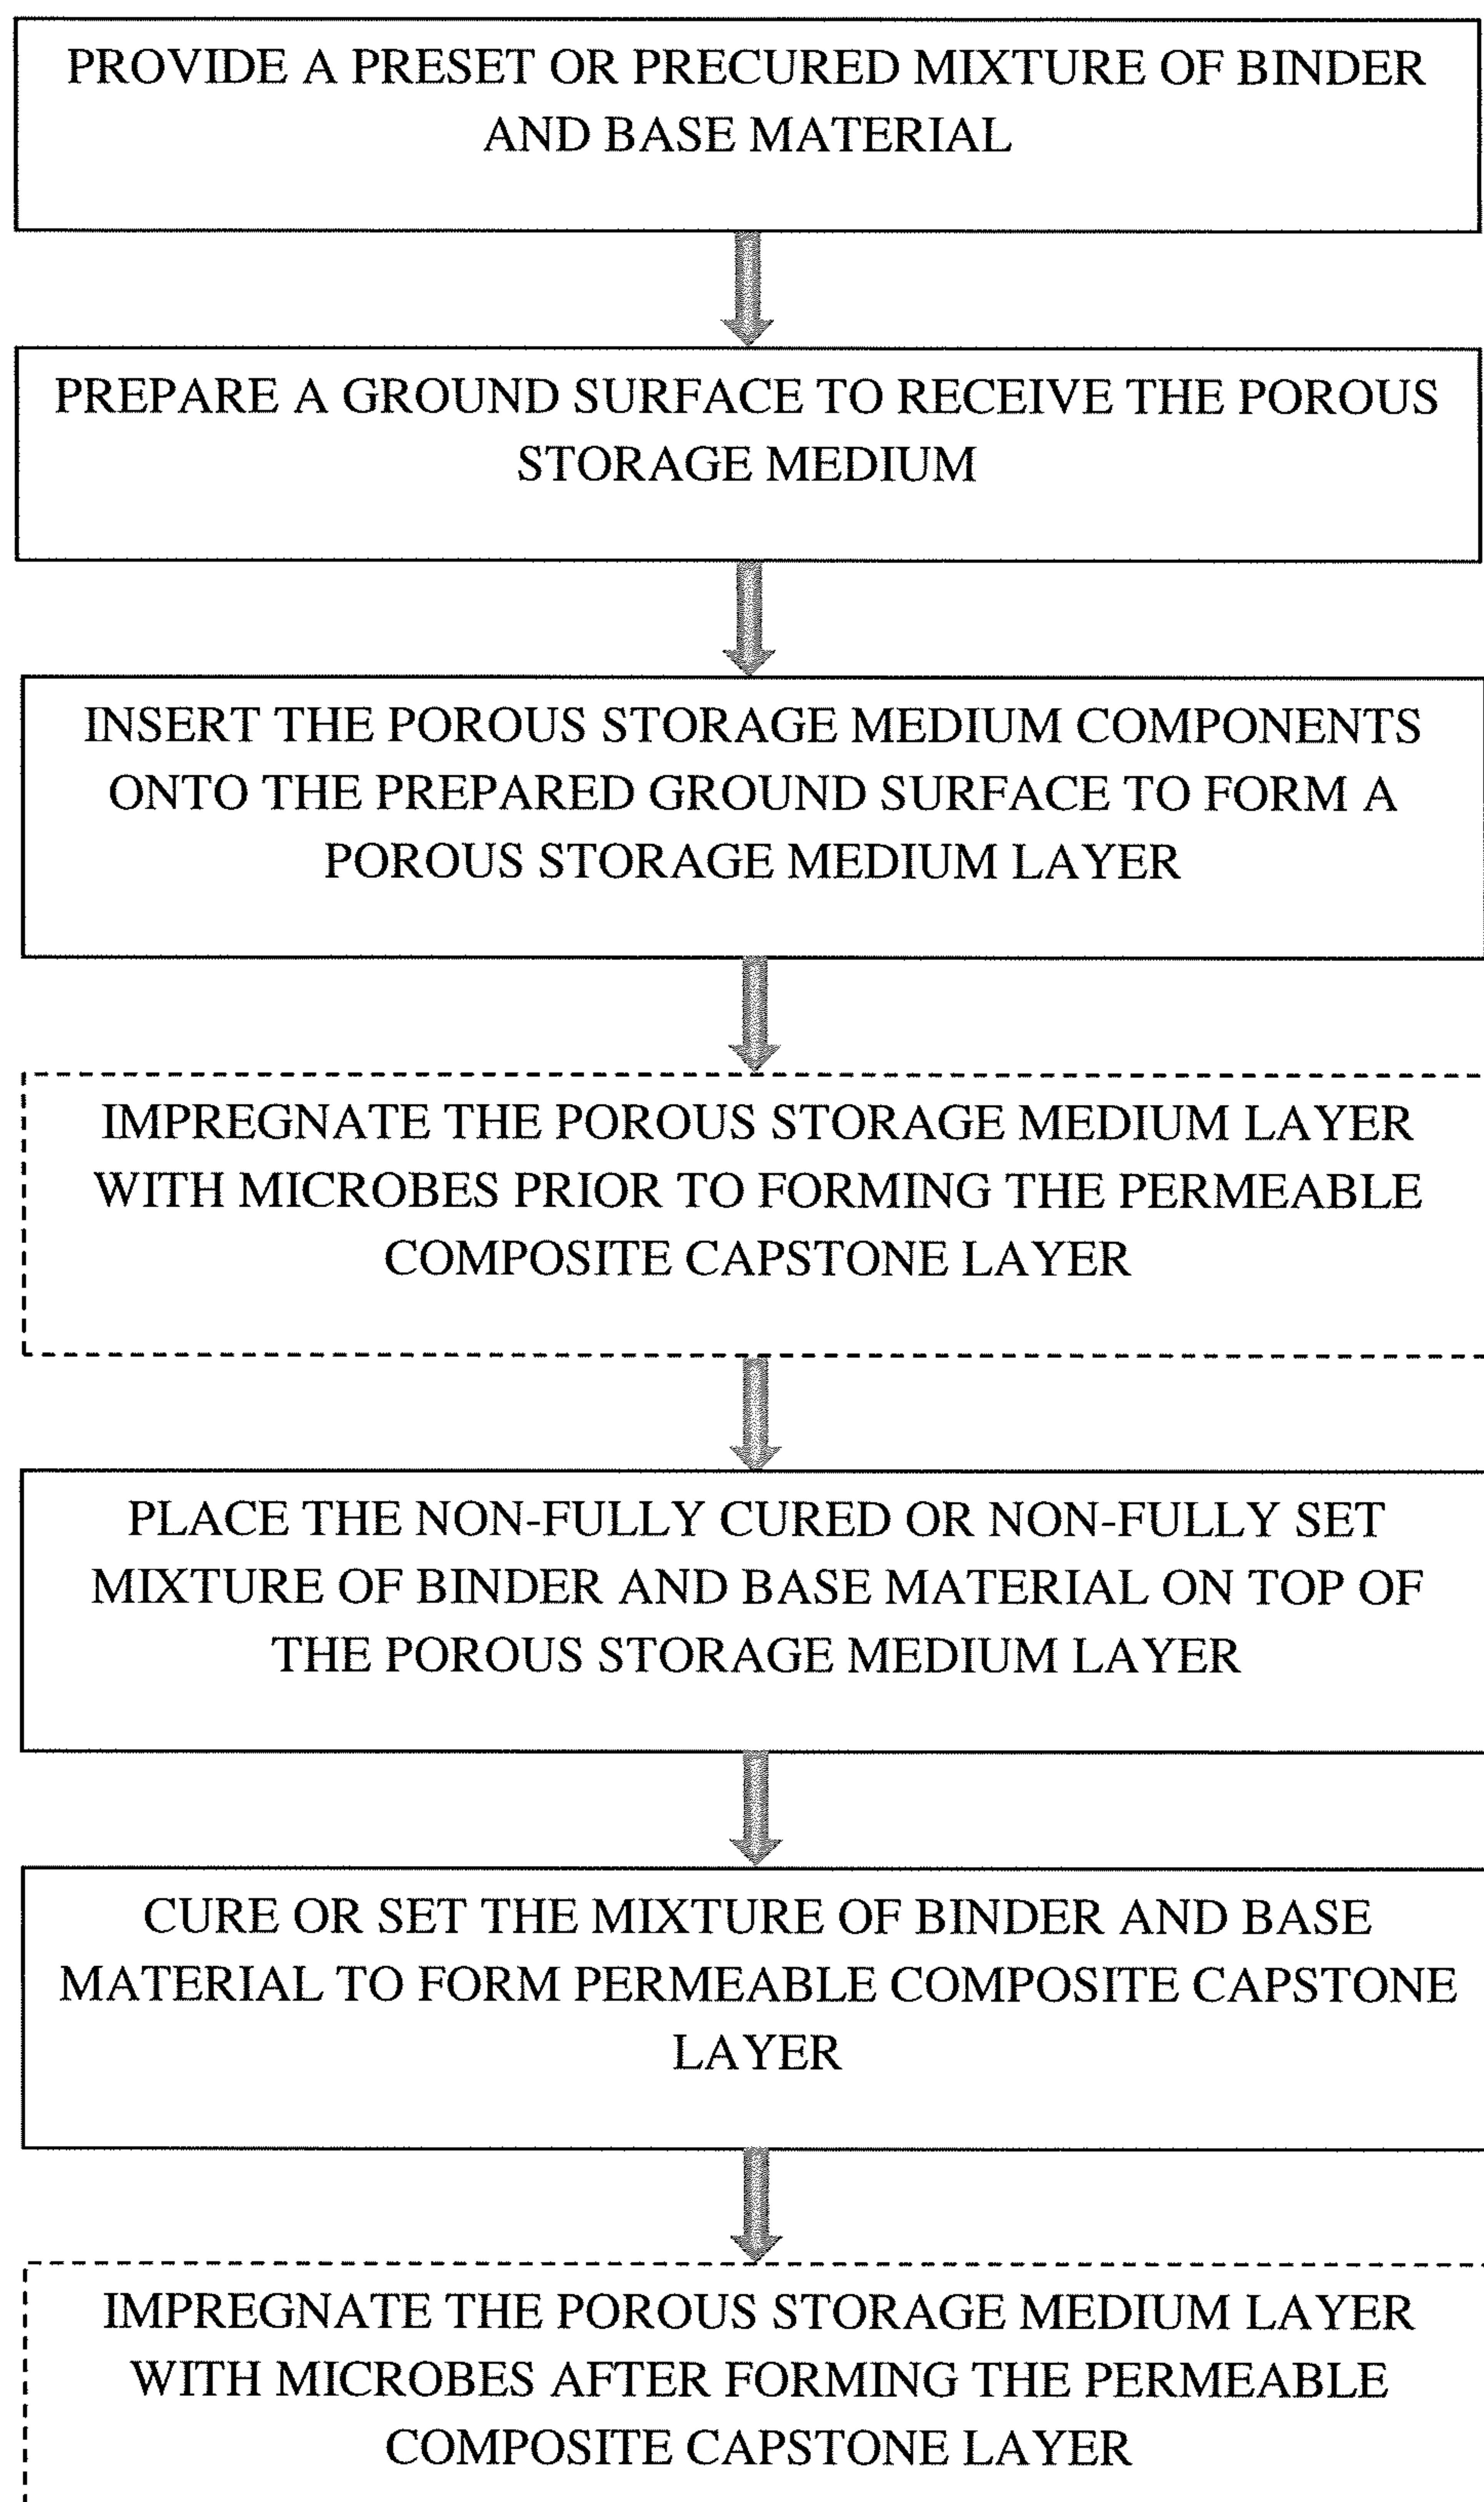 PROVIDE A PRESET OR PRECURED MIXTURE OF BINDER
AND BASE MATERIAL
PREPARE A GROUND SURFACE TO RECEIVE THE POROUS
STORAGE MEDIUM
INSERT THE POROUS STORAGE MEDIUM COMPONENTS
ONTO THE PREPARED GROUND SURFACE TO FORM A
POROUS STORAGE MEDIUM LAYER
IMPREGNATE THE POROUS STORAGE MEDIUM LAYER
WITH MICROBES PRIOR TO FORMING THE PERMEABLE
COMPOSITE CAPSTONE LAYER
PLACE THE NON-FULLY CURED OR NON-FULLY SET
MIXTURE OF BINDER AND BASE MATERIAL ON TOP OF
THE POROUS STORAGE MEDIUM LAYER
CURE OR SET THE MIXTURE OF BINDER AND BASE
MATERIAL TO FORM PERMEABLE COMPOSITE CAPSTONE
LAYER
IMPREGNATE THE POROUS STORAGE MEDIUM LAYER
WITH MICROBES AFTER FORMING THE PERMEABLE
COMPOSITE CAPSTONE LAYER